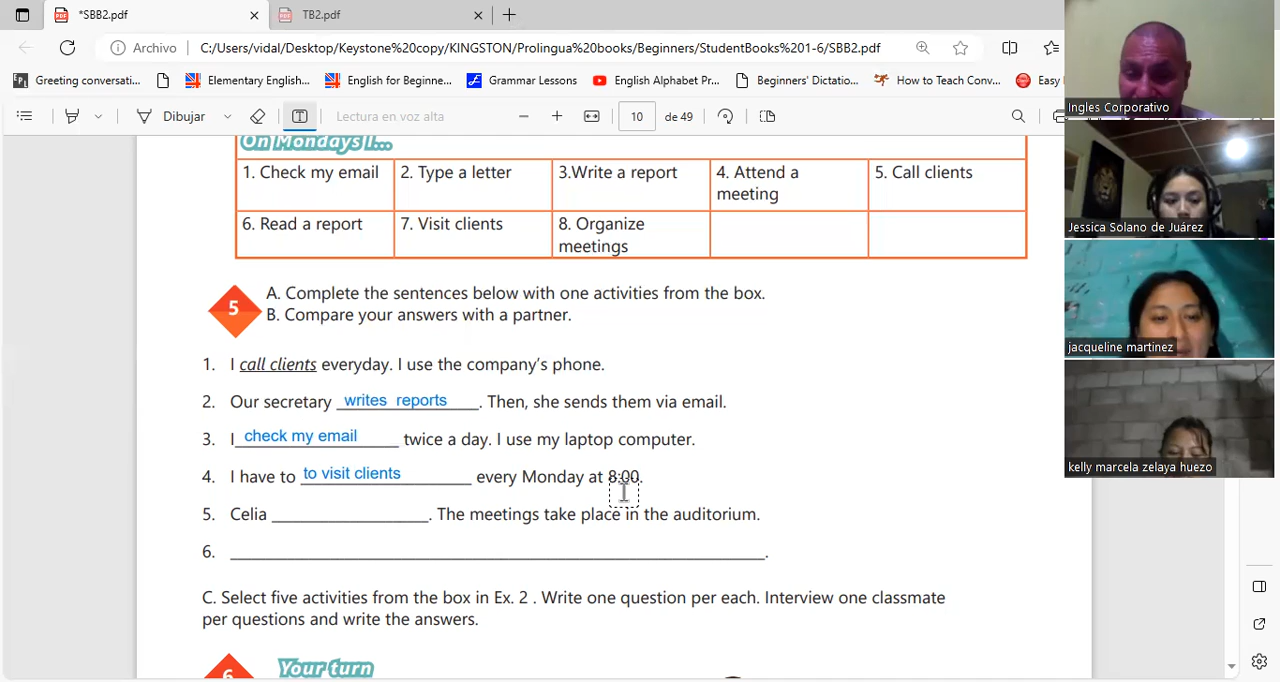 *SBB2.pdf
TB2.pdf
Archivo
C:/Users/vidal/Desktop/Keystone%20copy/KINGSTON/Prolingua%20books/Beginners/StudentBooks%201-6/SBB2.pdf
Greeting conversati...
Elementary English...
English for Beginne...
Grammar Lessons
English Alphabet Pr...
Beginners' Dictatio...
How to Teach Conv...
Easy
Dibujar
Lectura en voz alta
10
de 49
On Mondays I...
1. Check my email
2. Type a letter
3.Write a report
4. Attend a
meeting
5. Call clients
6. Read a report
7. Visit clients
8. Organize
meetings
5
A. Complete the sentences below with one activities from the box.
B. Compare your answers with a partner.
1. I call clients everyday. I use the company's phone.
2. Our secretary writes reports. Then, she sends them via email.
3. I check my email twice a day. I use my laptop computer.
4. I have to to visit clients every Monday at 8:00.
5. Celia ________________. The meetings take place in the auditorium.
6. ________________.
C. Select five activities from the box in Ex. 2 . Write one question per each. Interview one classmate
per questions and write the answers.
6
Your turn
Ingles Corporativo
Jessica Solano de Juárez
jacqueline martinez
kelly marcela zelaya huezo